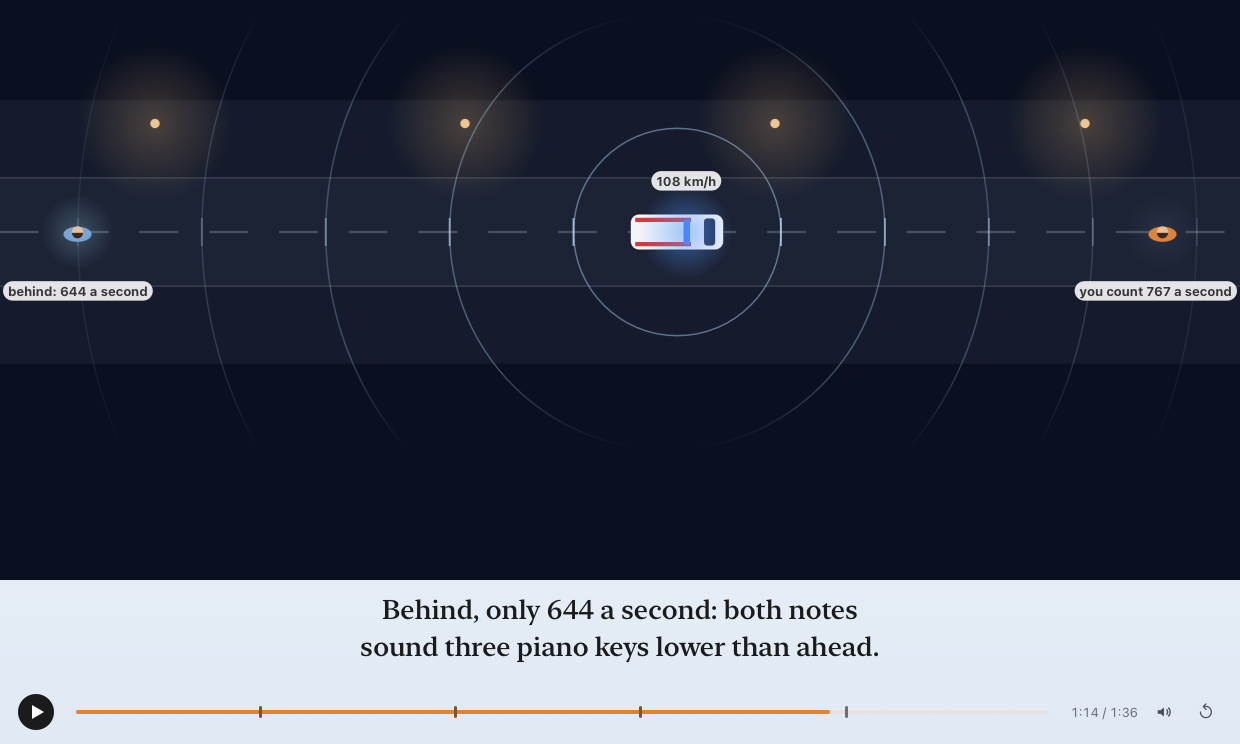 108 km/h
behind: 644 a second
you count 767 a second
Behind, only 644 a second: both notes
sound three piano keys lower than ahead.
1:14 / 1:36